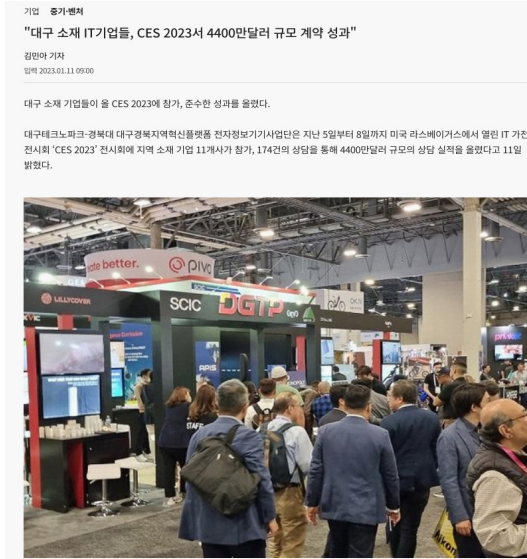 기업 중기·벤처
"대구 소재 IT기업들, CES 2023서 4400만달러 규모 계약 성과"
김민아 기자
입력 2023.01.11 09:00
대구 소재 기업들이 올 CES 2023에 참가, 준수한 성과를 올렸다.
대구테크노파크-경북대 대구경북지역혁신플랫폼 전자정보기기사업단은 지난 5일부터 8일까지 미국 라스베이거스에서 열린 IT 가전
전시회 ‘CES 2023’ 전시회에 지역 소재 기업 11개사가 참가, 174건의 상담을 통해 4400만달러 규모의 상담 실적을 올렸다고 11일
밝혔다.
ate better. pivo
LILLYCOVER
SCIC DGTP
APIS
STAFF
Nikon